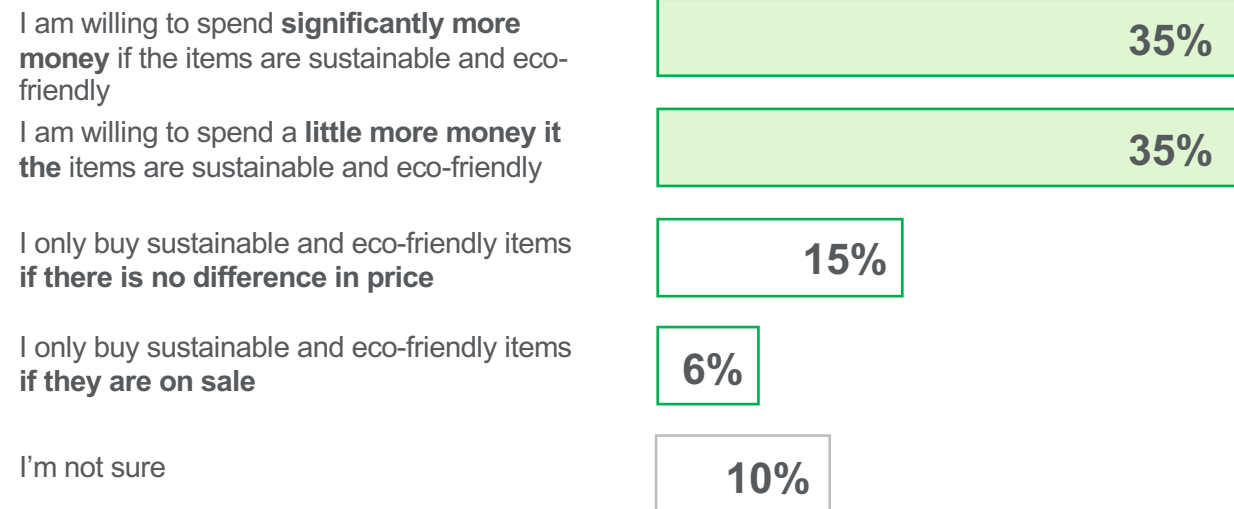 I am willing to spend significantly more
money if the items are sustainable and eco-
friendly
35%
I am willing to spend a little more money it
the items are sustainable and eco-friendly
35%
I only buy sustainable and eco-friendly items
if there is no difference in price
15%
I only buy sustainable and eco-friendly items
if they are on sale
6%
I'm not sure
10%